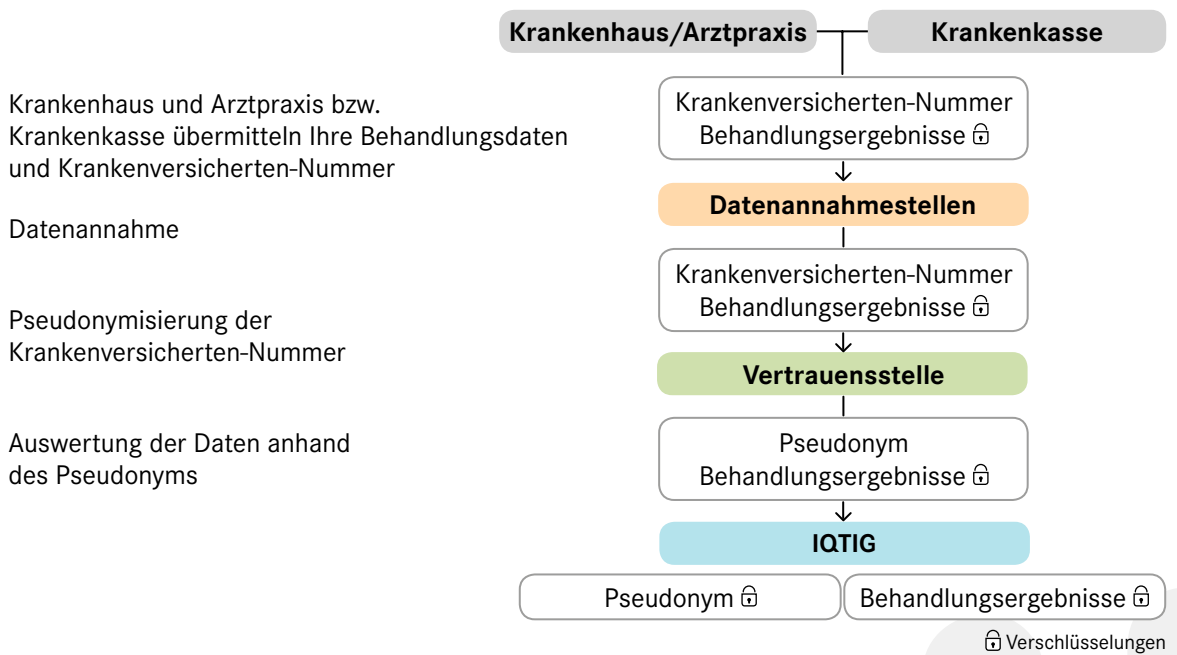 Krankenhaus/Arztpraxis
Krankenkasse
Krankenhaus und Arztpraxis bzw.
Krankenkasse übermitteln Ihre Behandlungsdaten
und Krankenversicherten-Nummer
Krankenversicherten-Nummer
Behandlungsergebnisse
Datenannahmestellen
Datenannahme
Krankenversicherten-Nummer
Behandlungsergebnisse
Pseudonymisierung der
Krankenversicherten-Nummer
Vertrauensstelle
Auswertung der Daten anhand
des Pseudonyms
Pseudonym
Behandlungsergebnisse
IQTIG
Pseudonym
Behandlungsergebnisse
Verschlüsselungen